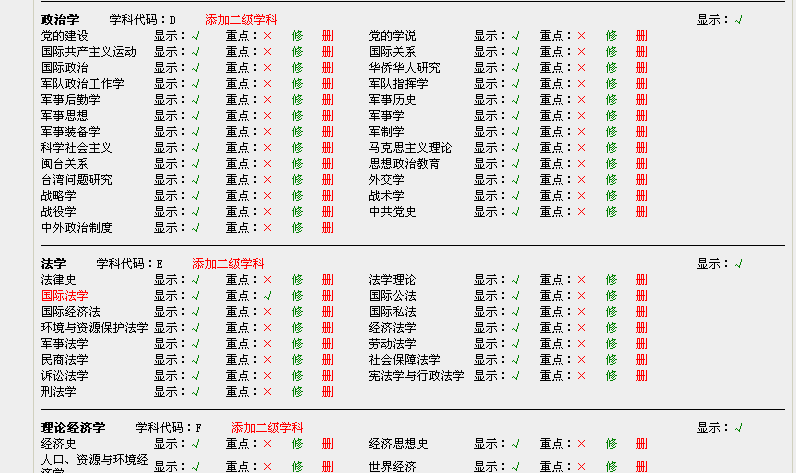 政治学 学科代码：D 添加二级学科 显示：√
党的建设 显示：√ 重点：× 修 删 党的学说 显示：√ 重点：× 修 删
国际共产主义运动 显示：√ 重点：× 修 删 国际关系 显示：√ 重点：× 修 删
国际政治 显示：√ 重点：× 修 删 华侨华人研究 显示：√ 重点：× 修 删
军队政治工作学 显示：√ 重点：× 修 删 军队指挥学 显示：√ 重点：× 修 删
军事后勤学 显示：√ 重点：× 修 删 军事历史 显示：√ 重点：× 修 删
军事思想 显示：√ 重点：× 修 删 军事学 显示：√ 重点：× 修 删
军事装备学 显示：√ 重点：× 修 删 军制学 显示：√ 重点：× 修 删
科学社会主义 显示：√ 重点：× 修 删 马克思主义理论 显示：√ 重点：× 修 删
闽台关系 显示：√ 重点：× 修 删 思想政治教育 显示：√ 重点：× 修 删
台湾问题研究 显示：√ 重点：× 修 删 外交学 显示：√ 重点：× 修 删
战略学 显示：√ 重点：× 修 删 战术学 显示：√ 重点：× 修 删
战役学 显示：√ 重点：× 修 删 中共党史 显示：√ 重点：× 修 删
中外政治制度 显示：√ 重点：× 修 删
法学 学科代码：E 添加二级学科 显示：√
法律史 显示：√ 重点：× 修 删 法学理论 显示：√ 重点：× 修 删
国际法学 显示：√ 重点：√ 修 删 国际公法 显示：√ 重点：× 修 删
国际经济法 显示：√ 重点：× 修 删 国际私法 显示：√ 重点：× 修 删
环境与资源保护法学 显示：√ 重点：× 修 删 经济法学 显示：√ 重点：× 修 删
军事法学 显示：√ 重点：× 修 删 劳动法学 显示：√ 重点：× 修 删
民商法学 显示：√ 重点：× 修 删 社会保障法学 显示：√ 重点：× 修 删
诉讼法学 显示：√ 重点：× 修 删 宪法学与行政法学 显示：√ 重点：× 修 删
刑法学 显示：√ 重点：× 修 删
理论经济学 学科代码：F 添加二级学科 显示：√
经济史 显示：√ 重点：× 修 删 经济思想史 显示：√ 重点：× 修 删
人口、资源与环境经
济学 显示：√ 重点：× 修 删 世界经济 显示：√ 重点：× 修 删